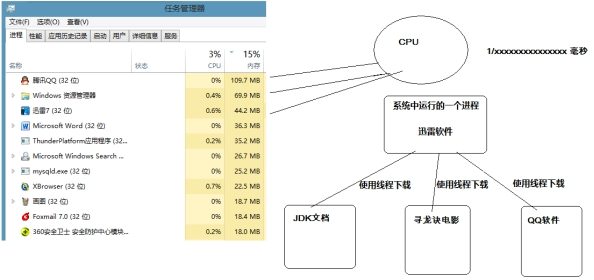 任务管理器
文件(F) 选项(O) 查看(V)
进程 性能 应用历史记录 启动 用户 详细信息 服务
3% 15%
名称 状态 CPU 内存
腾讯QQ (32 位) 0% 109.7 MB
Windows 资源管理器 0.4% 69.9 MB
迅雷7 (32 位) 0.6% 44.2 MB
Microsoft Word (32 位) 0% 36.3 MB
ThunderPlatform应用程序 (32... 0.2% 35.2 MB
Microsoft Windows Search ... 0% 26.7 MB
mysqld.exe (32 位) 0% 25.2 MB
XBrowser (32 位) 0.7% 22.5 MB
画图 (32 位) 0% 18.7 MB
Foxmail 7.0 (32 位) 0% 18.4 MB
360安全卫士 安全防护中心模块... 0.2% 18.0 MB
CPU
1/xxxxxxxxxxxxxxx 毫秒
系统中运行的一个进程
迅雷软件
使用线程下载 使用线程下载 使用线程下载
JDK文档 寻龙诀电影 QQ软件